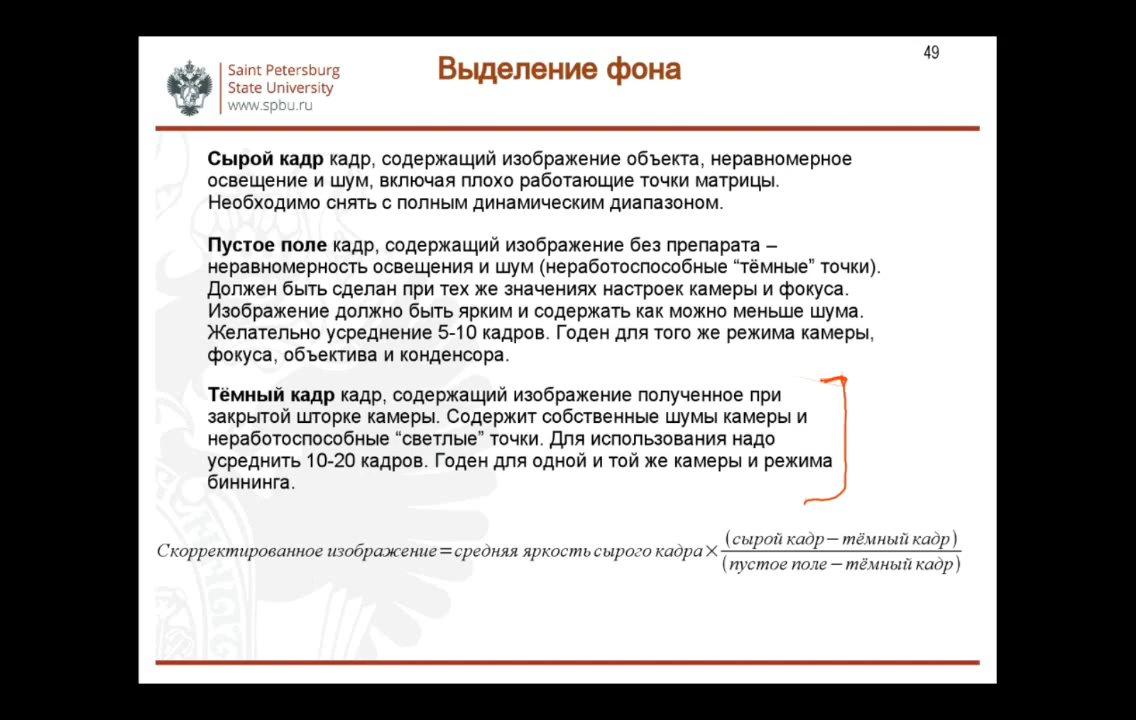 49
Saint Petersburg
State University
www.spbu.ru
Выделение фона
Сырой кадр кадр, содержащий изображение объекта, неравномерное
освещение и шум, включая плохо работающие точки матрицы.
Необходимо снять с полным динамическим диапазоном.
Пустое поле кадр, содержащий изображение без препарата –
неравномерность освещения и шум (неработоспособные “тёмные” точки).
Должен быть сделан при тех же значениях настроек камеры и фокуса.
Изображение должно быть ярким и содержать как можно меньше шума.
Желательно усреднение 5-10 кадров. Годен для того же режима камеры,
фокуса, объектива и конденсора.
Тёмный кадр кадр, содержащий изображение полученное при
закрытой шторке камеры. Содержит собственные шумы камеры и
неработоспособные “светлые” точки. Для использования надо
усреднить 10-20 кадров. Годен для одной и той же камеры и режима
биннинга.
Скорректированное изображение=средняя яркость сырого кадра×
(сырой кадр−тёмный кадр)
(пустое поле−тёмный кадр)